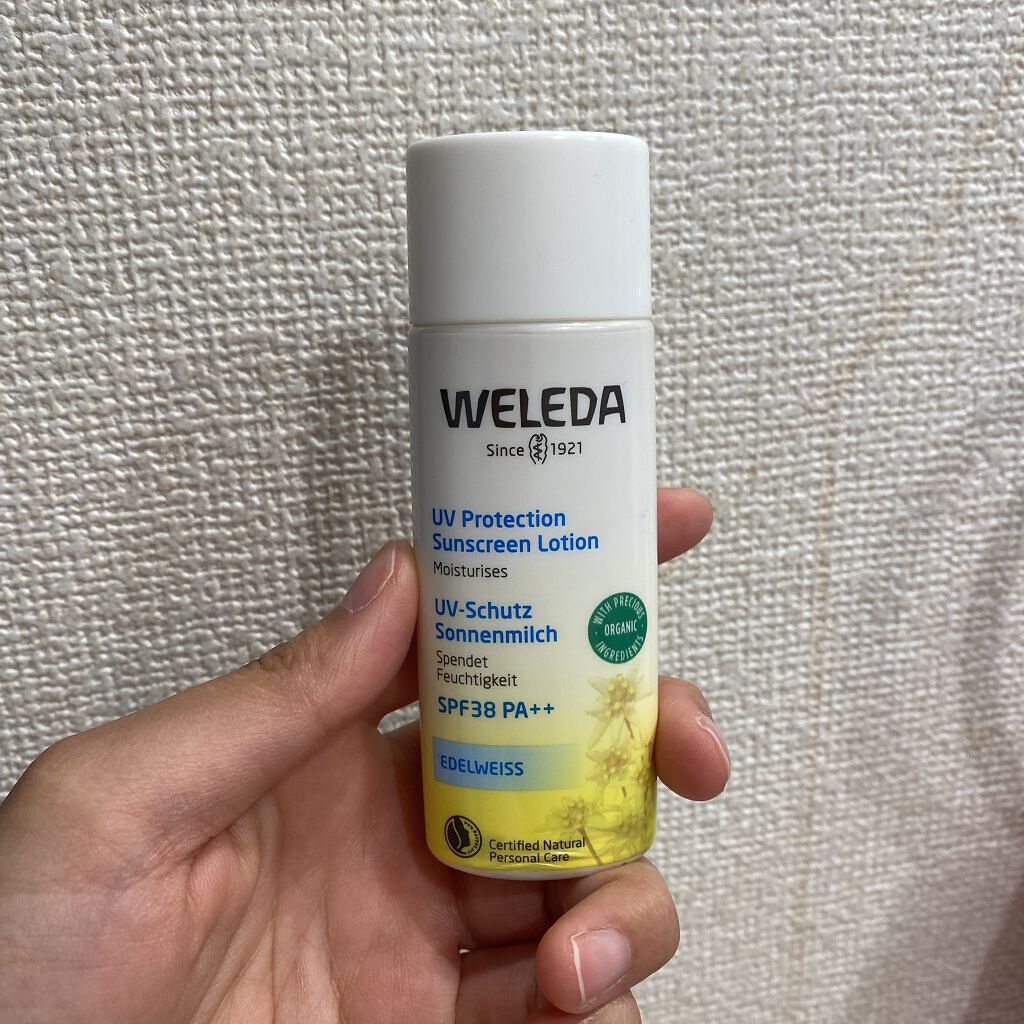 WELEDA
Since 1921
UV Protection
Sunscreen Lotion
Moisturises
UV-Schutz
Sonnenmilch
Spendet
Feuchtigkeit
SPF38 PA++
WITH PRECIOUS
ORGANIC
INGREDIENTS
EDELWEISS
Certified Natural
Personal Care